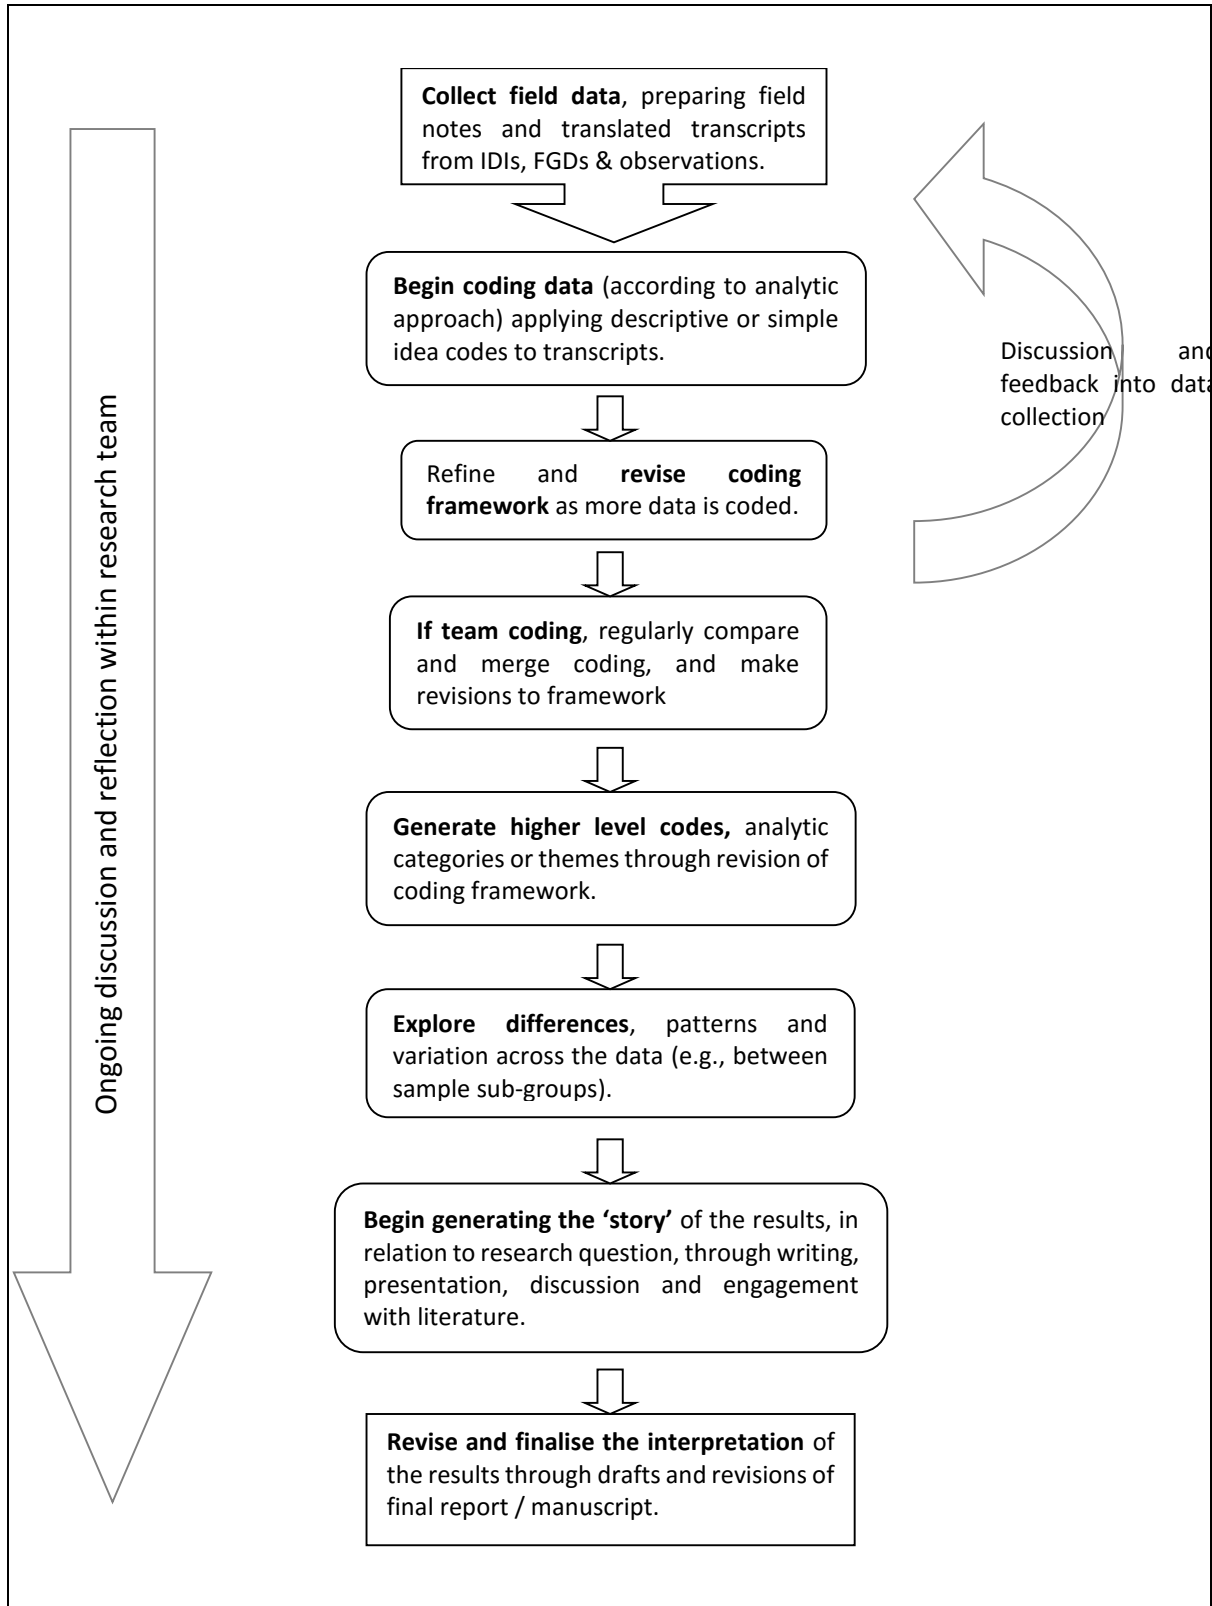 Collect field data, preparing field
notes and translated transcripts
from IDIs, FGDs & observations.
Begin coding data (according to analytic
approach) applying descriptive or simple
idea codes to transcripts.
Discussion and
feedback into data
collection
Refine and revise coding
framework as more data is coded.
If team coding, regularly compare
and merge coding, and make
revisions to framework
Ongoing discussion and reflection within research team
Generate higher level codes, analytic
categories or themes through revision of
coding framework.
Explore differences, patterns and
variation across the data (e.g., between
sample sub-groups).
Begin generating the ‘story’ of the results, in
relation to research question, through writing,
presentation, discussion and engagement
with literature.
Revise and finalise the interpretation of
the results through drafts and revisions of
final report / manuscript.